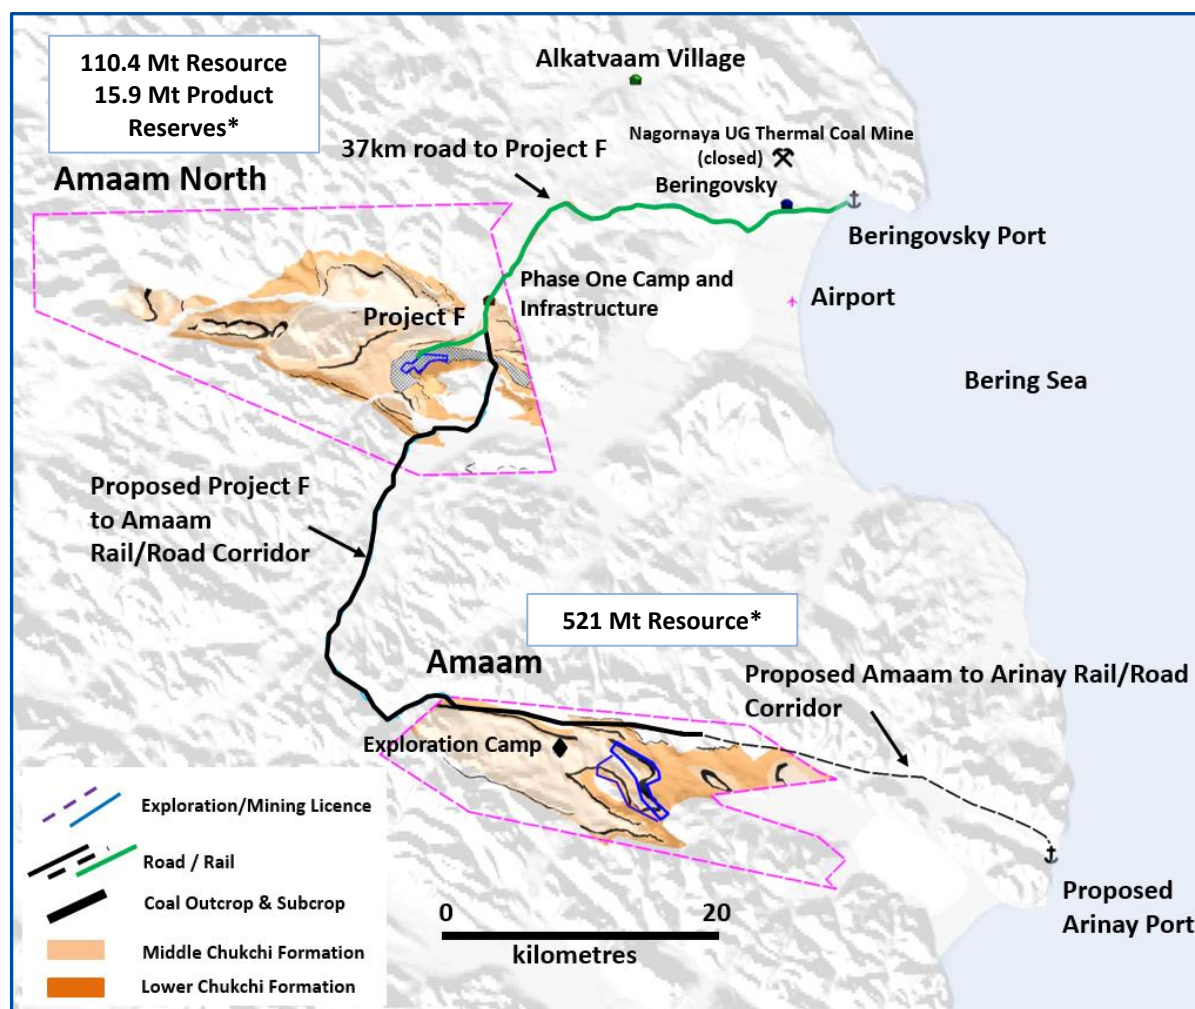 110.4 Mt Resource
15.9 Mt Product
Reserves*
Alkatvaam Village
Nagornaya UG Thermal Coal Mine
(closed)
37km road to Project F
Beringovsky
Amaam North
Beringovsky Port
Phase One Camp and
Infrastructure
Airport
Project F
Bering Sea
Proposed Project F
to Amaam
Rail/Road Corridor
521 Mt Resource*
Amaam
Proposed Amaam to Arinay Rail/Road
Corridor
Exploration Camp
Exploration/Mining Licence
Road / Rail
Coal Outcrop & Subcrop
Middle Chukchi Formation
Lower Chukchi Formation
0 20
kilometres
Proposed
Arinay Port